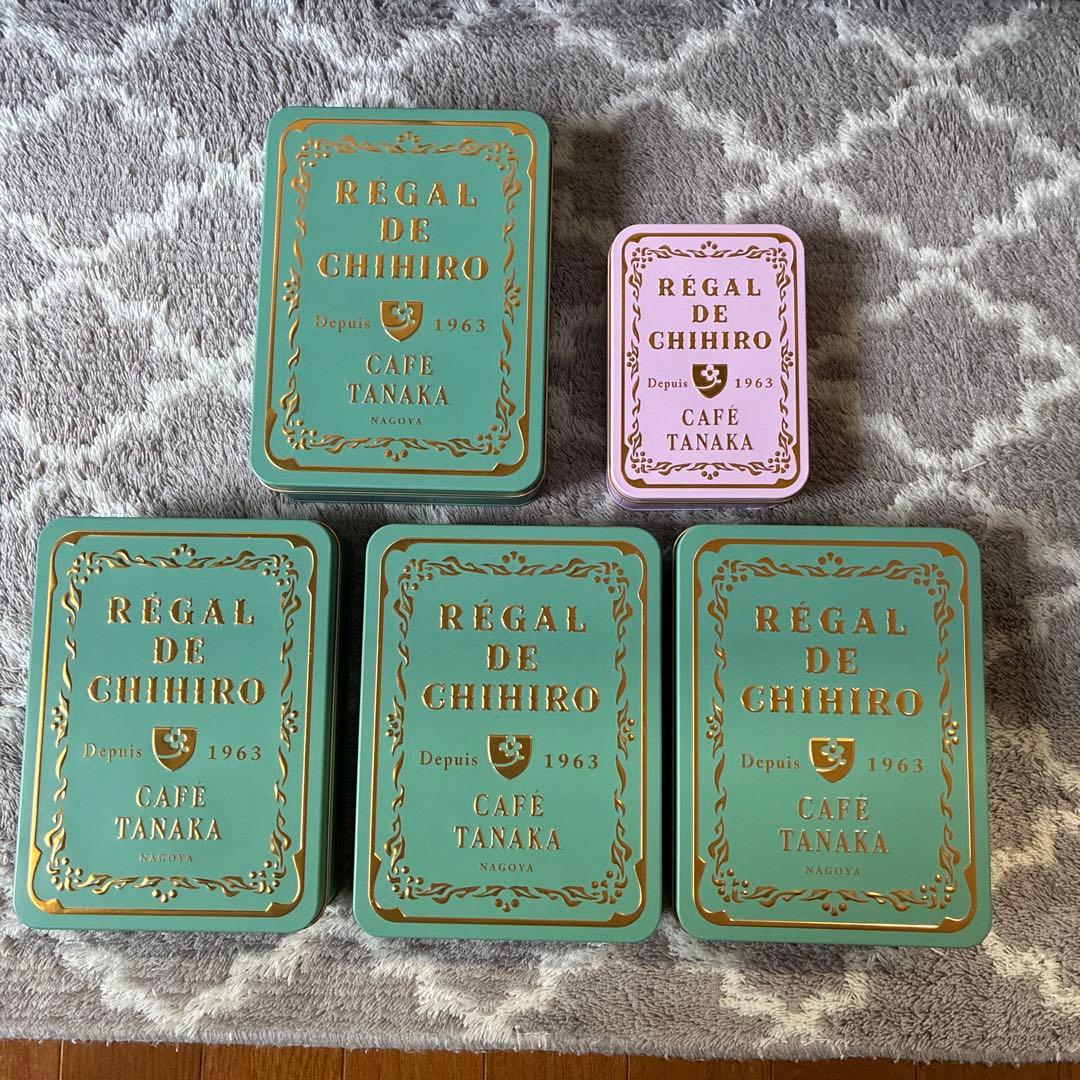 RÉGAL
DE
CHIHIRO
Depuis 1963
CAFÉ
TANAKA
NAGOYA
RÉGAL
DE
CHIHIRO
Depuis 1963
CAFÉ
TANAKA
RÉGAL
DE
CHIHIRO
Depuis 1963
CAFÉ
TANAKA
NAGOYA
RÉGAL
DE
CHIHIRO
Depuis 1963
CAFÉ
TANAKA
NAGOYA
RÉGAL
DE
CHIHIRO
Depuis 1963
CAFÉ
TANAKA
NAGOYA